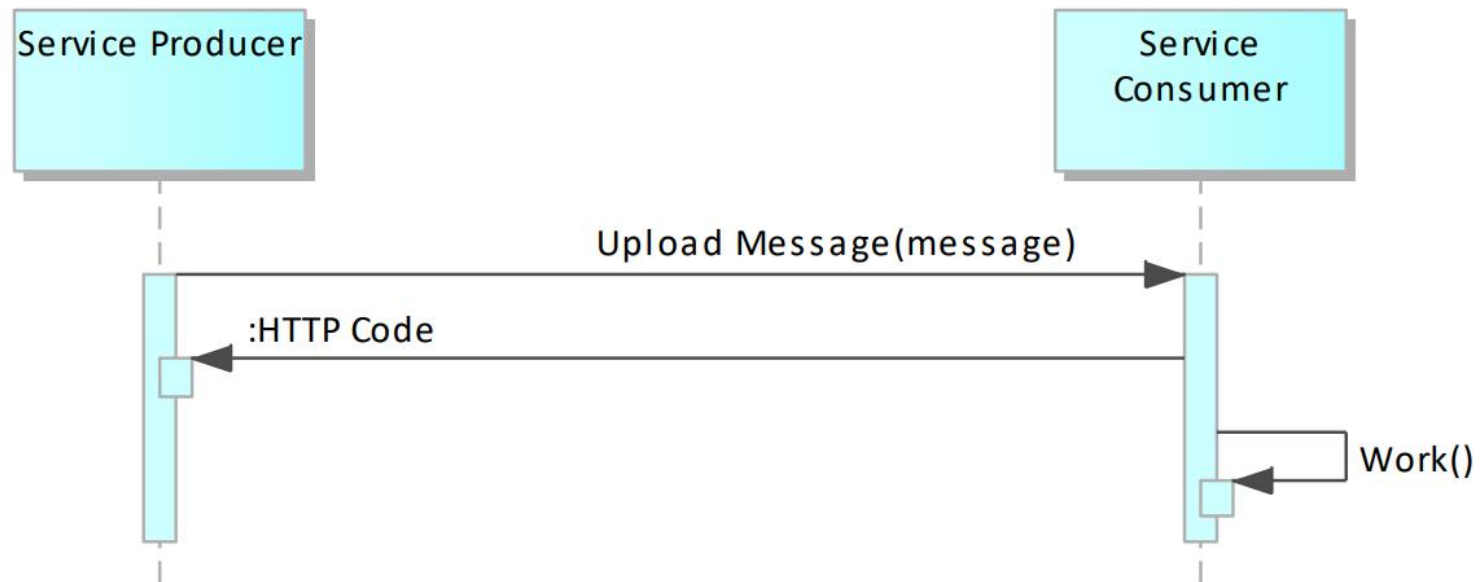 Service Producer
Service
Consumer
Upload Message(message)
:HTTP Code
Work()